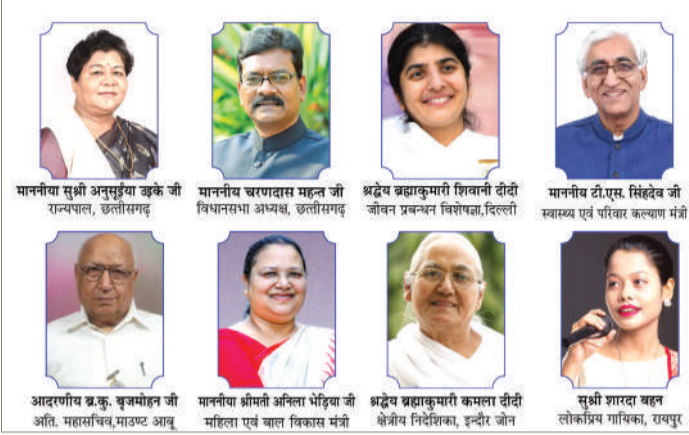 माननीया सुश्री अनुसुईया उइके जी
राज्यपाल, छत्तीसगढ़
माननीय चरणदास महन्त जी
विधानसभा अध्यक्ष, छत्तीसगढ़
श्रद्धेय ब्रह्माकुमारी शिवानी दीदी
जीवन प्रबन्धन विशेषज्ञा,दिल्ली
माननीय टी.एस. सिंहदेव जी
स्वास्थ्य एवं परिवार कल्याण मंत्री
आदरणीय ब्र.कु. बृजमोहन जी
अति. महासचिव,माउण्ट आबू
माननीया श्रीमती अनिला भेड़िया जी
महिला एवं बाल विकास मंत्री
श्रद्धेय ब्रह्माकुमारी कमला दीदी
क्षेत्रीय निदेशिका, इन्दौर जोन
सुश्री शारदा बहन
लोकप्रिय गायिका, रायपुर